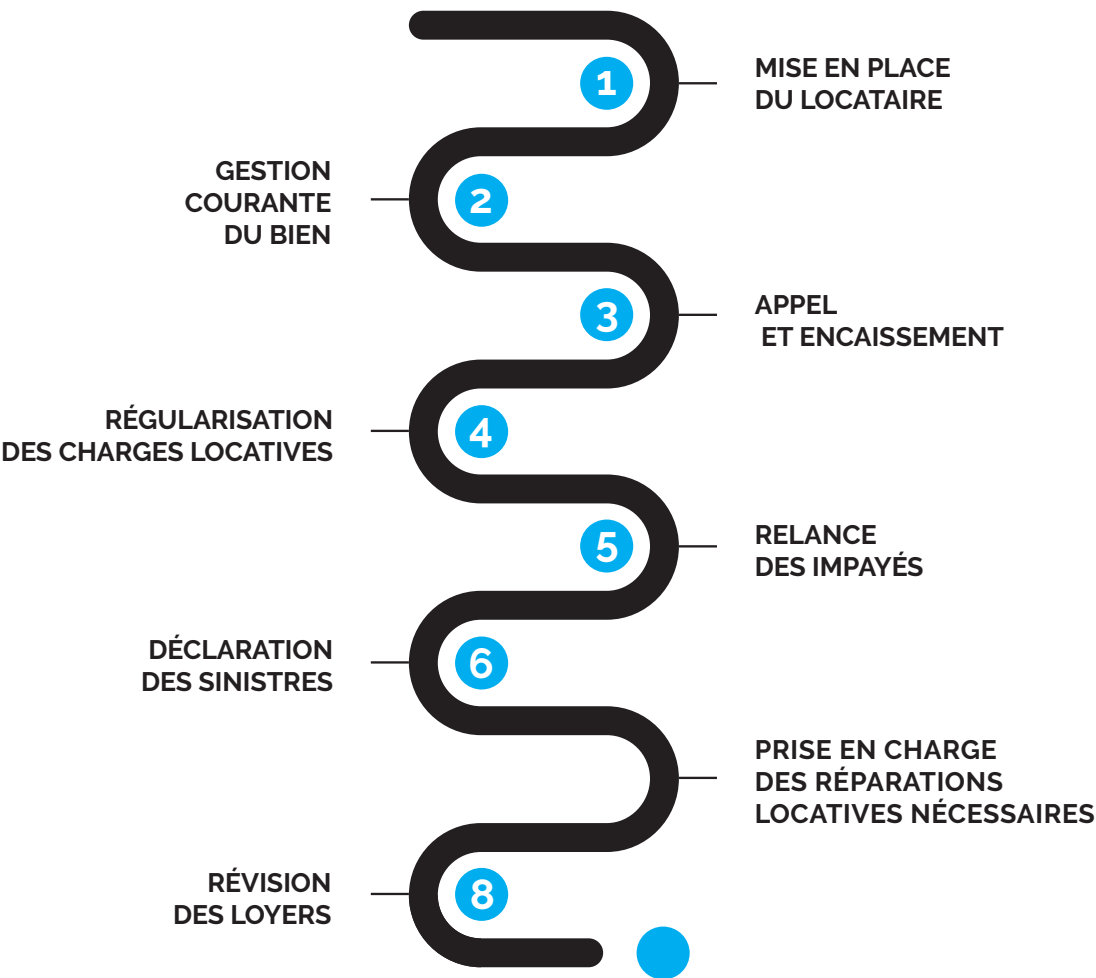 1
MISE EN PLACE
DU LOCATAIRE
GESTION
COURANTE
DU BIEN
2
3
APPEL
ET ENCAISSEMENT
RÉGULARISATION
DES CHARGES LOCATIVES
4
5
RELANCE
DES IMPAYÉS
DÉCLARATION
DES SINISTRES
6
PRISE EN CHARGE
DES RÉPARATIONS
LOCATIVES NÉCESSAIRES
RÉVISION
DES LOYERS
8